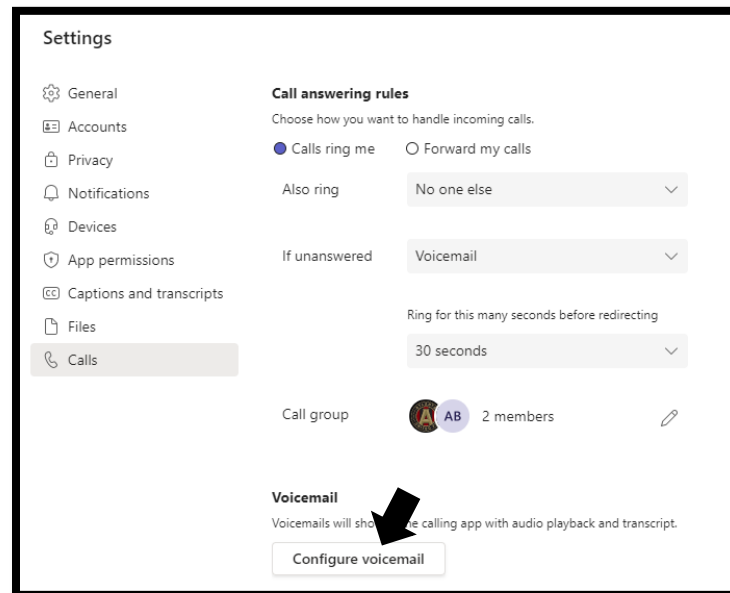 Settings
General
Accounts
Privacy
Notifications
Devices
App permissions
CC Captions and transcripts
Files
Calls
Call answering rules
Choose how you want to handle incoming calls.
Calls ring me Forward my calls
Also ring No one else
If unanswered Voicemail
Ring for this many seconds before redirecting
30 seconds
Call group A AB 2 members
Voicemail
Voicemails will calling app with audio playback and transcript.
Configure voicemail